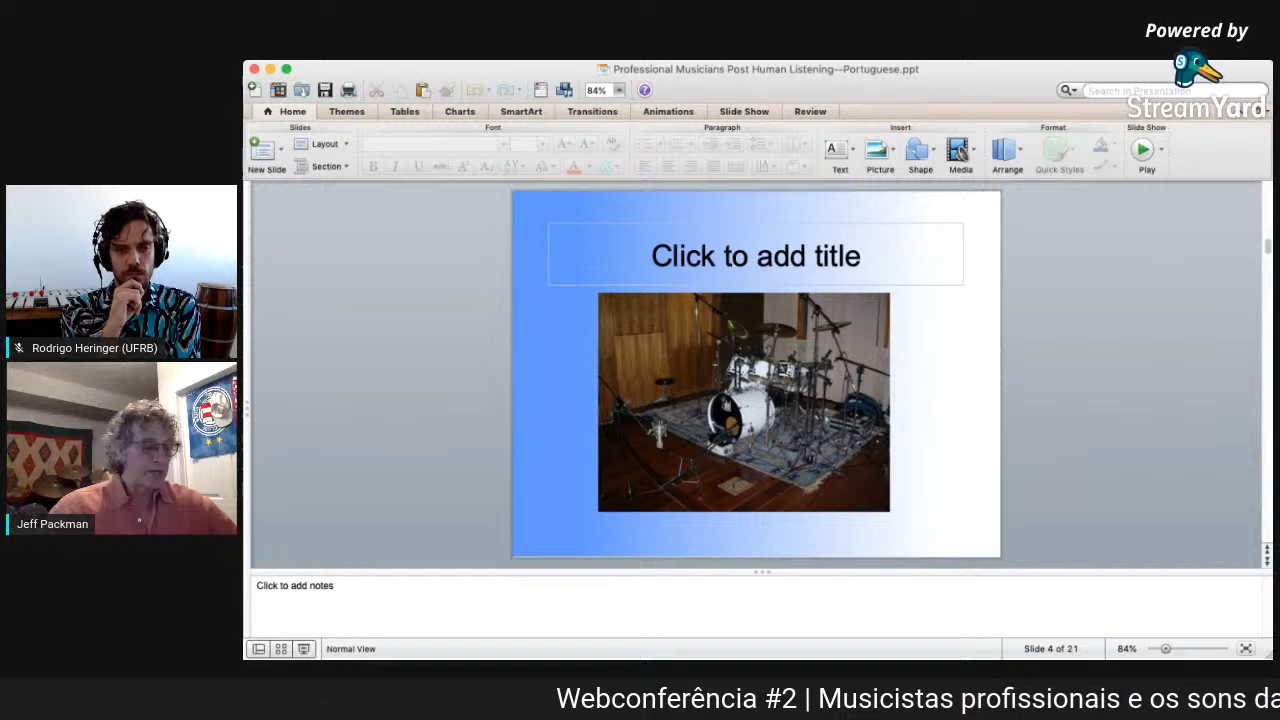 Powered by
StreamYard
Professional Musicians Post Human Listening--Portuguese.ppt
84%
Search in Presentation
Home Themes Tables Charts SmartArt Transitions Animations Slide Show Review
Slides Font Paragraph Insert Format Slide Show
New Slide Layout Section Text Picture Shape Media Arrange Quick Styles Play
Click to add title
Rodrigo Heringer (UFRB)
Jeff Packman
Click to add notes
Normal View Slide 4 of 21 84%
Webconferência #2 | Musicistas profissionais e os sons da